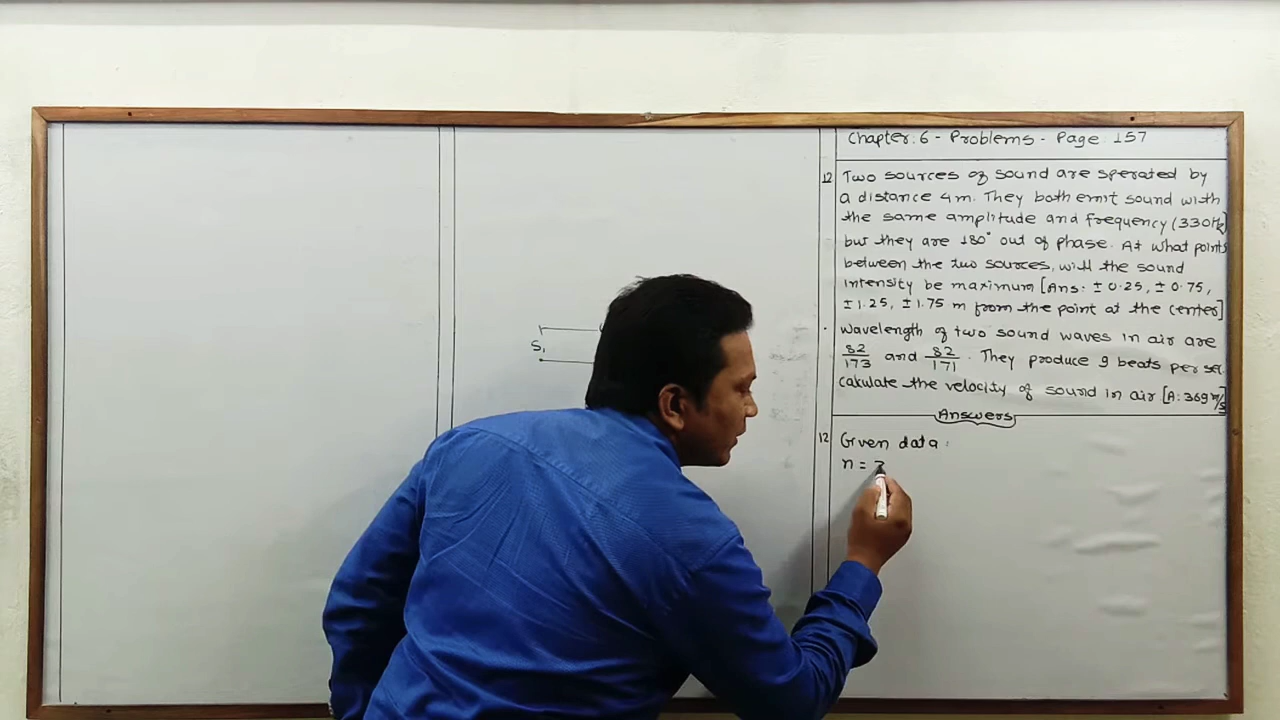 Chapter: 6 - Problems - Page 157
12 Two sources of sound are sperated by
a distance 4m. They both emit sound with
the same amplitude and frequency (330Hz)
but they are 180° out of phase. At what points
between the two sources, will the sound
intensity be maximum [Ans. ± 0.25, ± 0.75,
± 1.25, ± 1.75 m from the point at the center]
Wavelength of two sound waves in air are
82/173 and 82/171. They produce 9 beats per sec.
calculate the velocity of sound in air [A: 369 m/s]
Answers
12 Given data:
n = 3
S₁